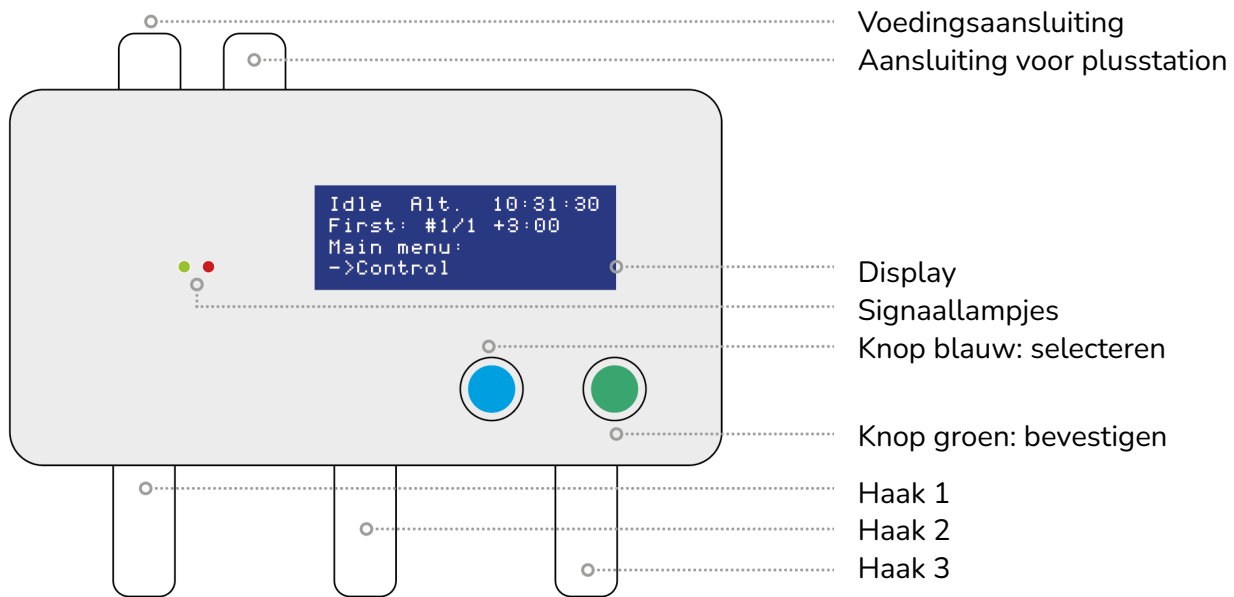 Voedingsaansluiting
Aansluiting voor plusstation
Idle Alt. 10:31:30
First: #1/1 +3:00
Main menu:
->Control
Display
Signaallampjes
Knop blauw: selecteren
Knop groen: bevestigen
Haak 1
Haak 2
Haak 3